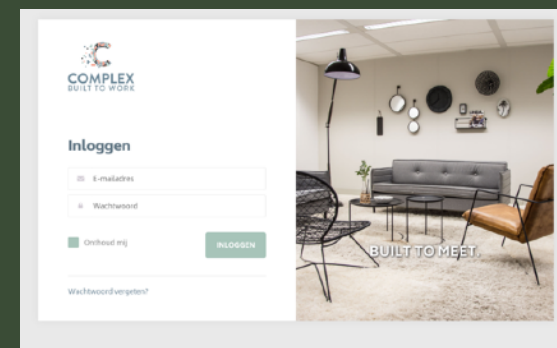 COMPLEX
BUILT TO WORK
Inloggen
E-mailadres
Wachtwoord
Onthoud mij
INLOGGEN
Wachtwoord vergeten?
BUILT TO MEET.